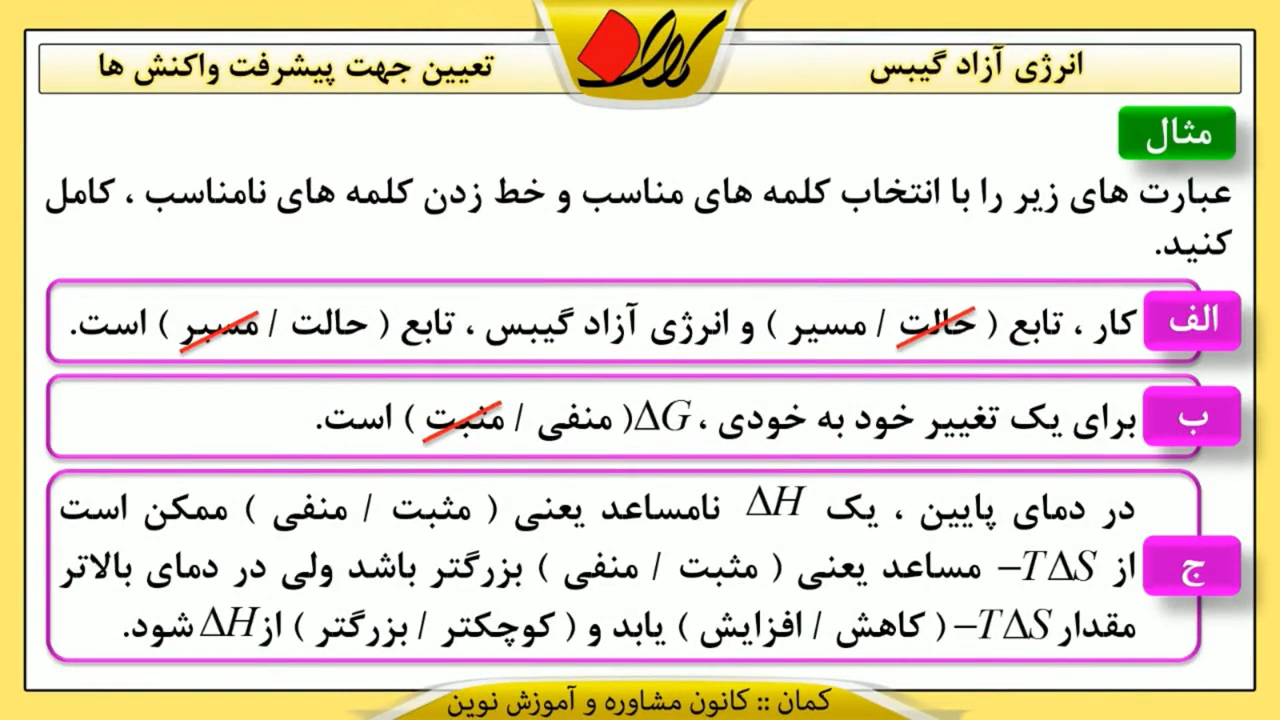 انرژی آزاد گیبس
تعیین جهت پیشرفت واکنش ها
کمان
مثال
عبارت های زیر را با انتخاب کلمه های مناسب و خط زدن کلمه های نامناسب ، کامل
کنید.
الف
کار ، تابع ( حالت / مسیر ) و انرژی آزاد گیبس ، تابع ( حالت / مسیر ) است.
ب
برای یک تغییر خود به خودی ، ΔG( منفی / مثبت ) است.
ج
در دمای پایین ، یک ΔH نامساعد یعنی ( مثبت / منفی ) ممکن است
از −TΔS مساعد یعنی ( مثبت / منفی ) بزرگتر باشد ولی در دمای بالاتر
مقدار −TΔS ( کاهش / افزایش ) یابد و ( کوچکتر / بزرگتر ) از ΔH شود.
کمان :: کانون مشاوره و آموزش نوین